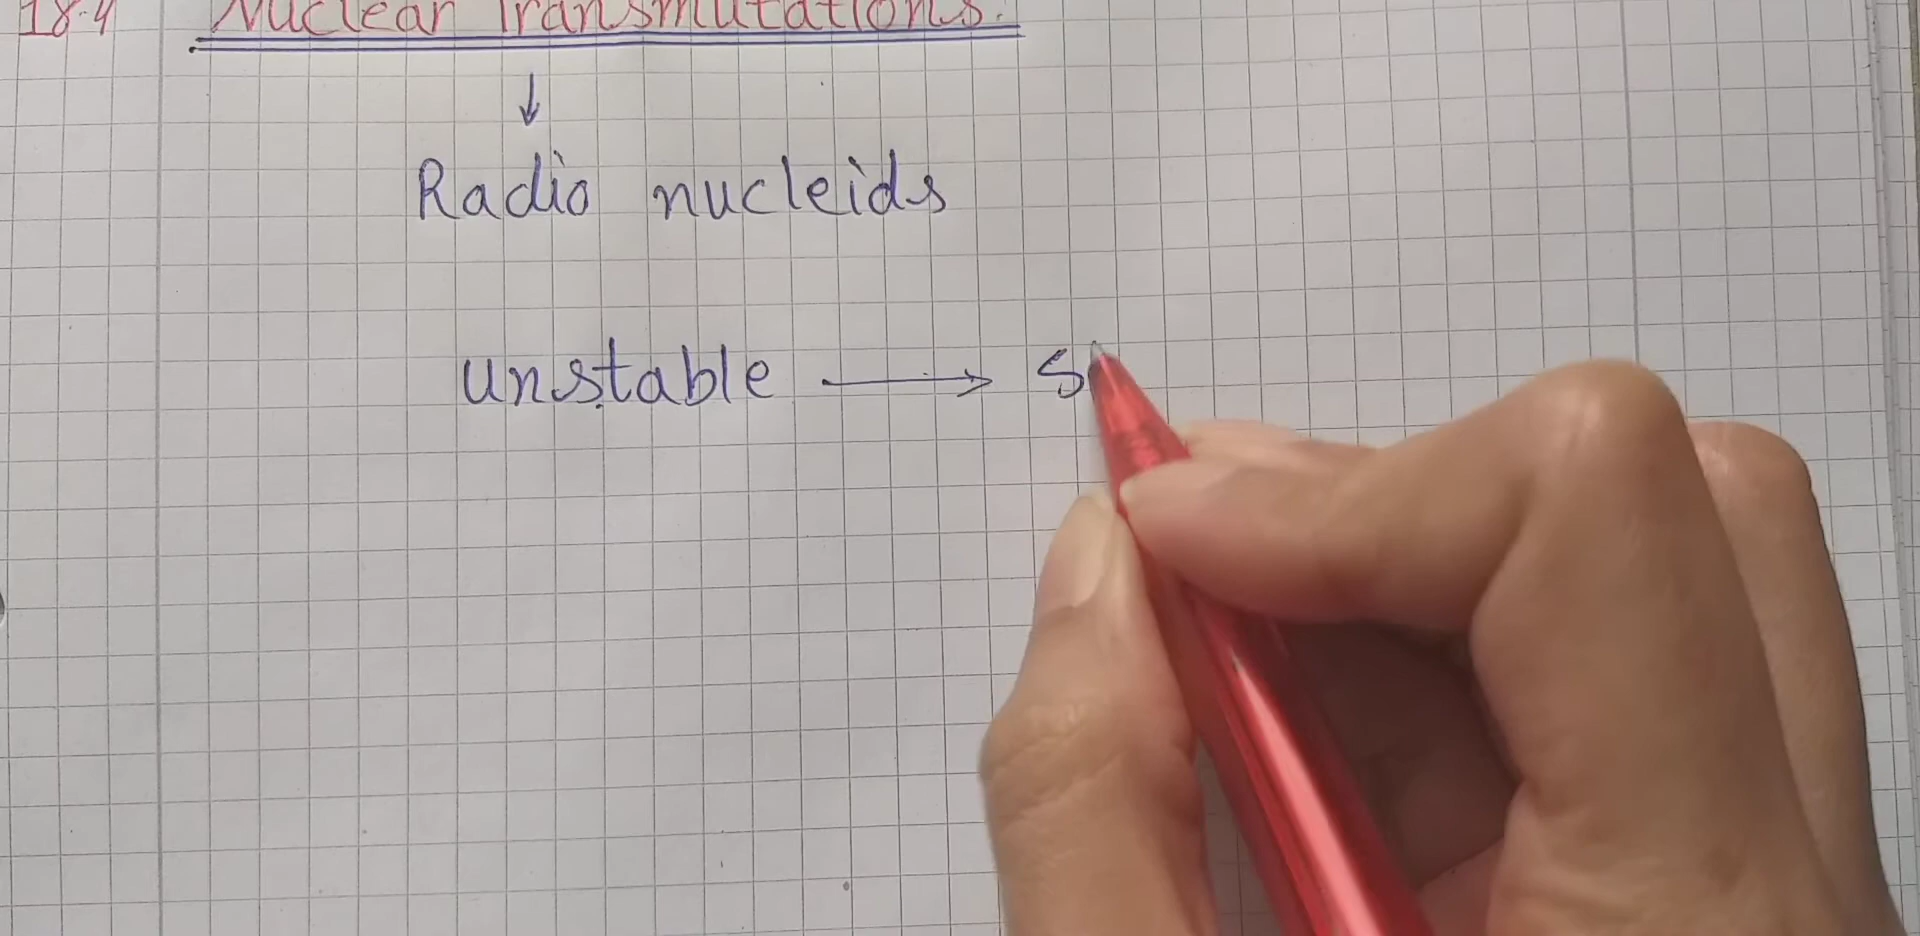 18.4 Nuclear Transmutations.
↓
Radio nucleids
unstable → s